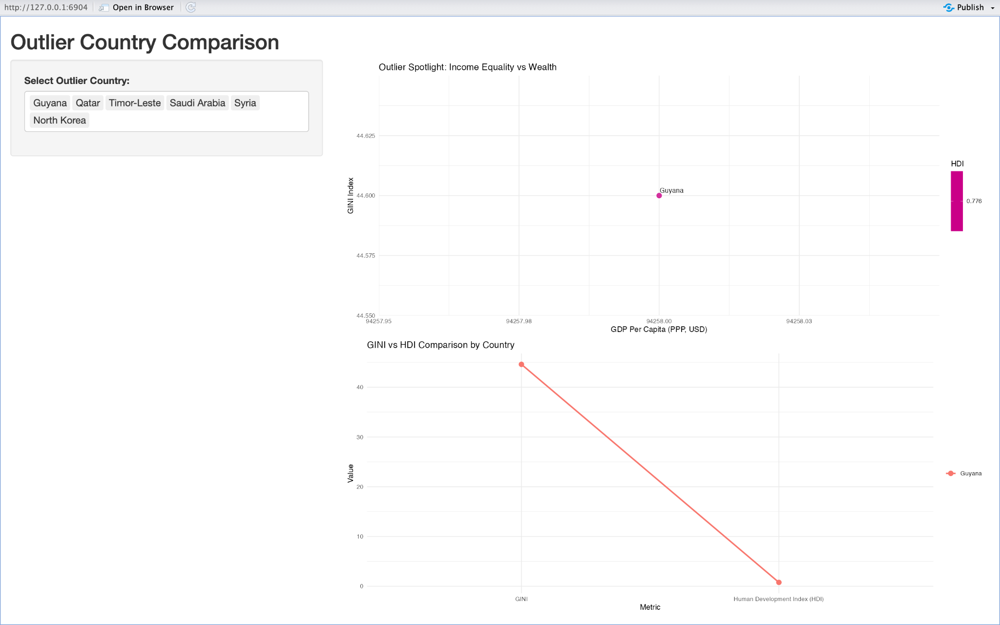 http://127.0.0.1:6904 Open in Browser Publish
Outlier Country Comparison
Select Outlier Country:
Guyana Qatar Timor-Leste Saudi Arabia Syria
North Korea
Outlier Spotlight: Income Equality vs Wealth
GINI Index
44.625
44.600
44.575
44.550
Guyana
94257.95 94257.98 94258.00 94258.03
GDP Per Capita (PPP, USD)
HDI
0.776
GINI vs HDI Comparison by Country
Value
40
30
20
10
0
GINI Human Development Index (HDI)
Metric
Guyana